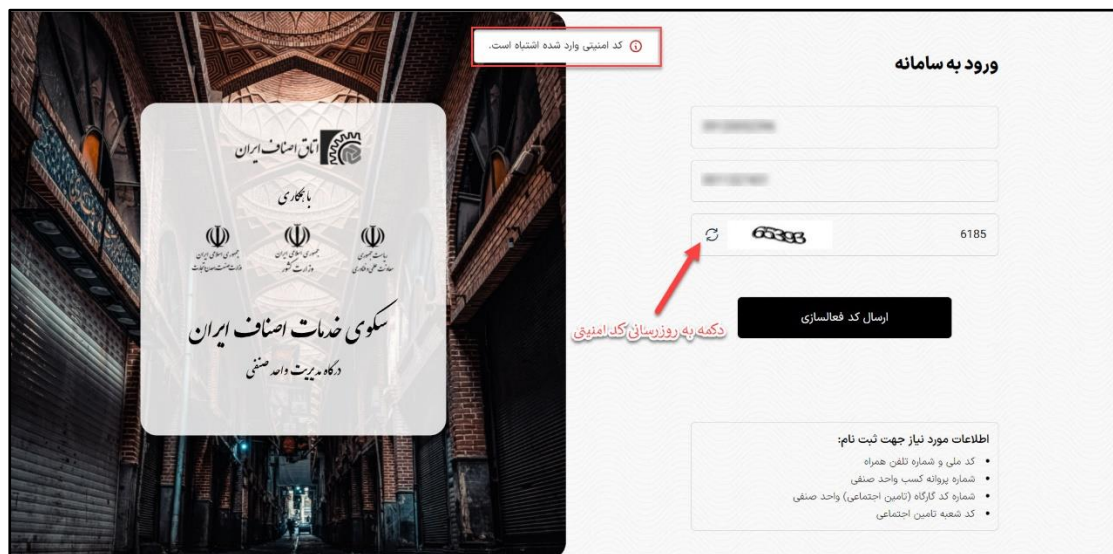 کد امنیتی وارد شده اشتباه است.
ورود به سامانه
65393
6185
دکمه به روزرسانی کد امنیتی
ارسال کد فعالسازی
اطلاعات مورد نیاز جهت ثبت نام:
کد ملی و شماره تلفن همراه
شماره پروانه کسب واحد صنفی
شماره کد کارگاه (تامین اجتماعی) واحد صنفی
کد شعبه تامین اجتماعی
اتاق اصناف ایران
با همکاری
ریاست جمهوری
معاونت علمی و فناوری
جمهوری اسلامی ایران
وزارت کشور
جمهوری اسلامی ایران
وزارت صنعت، معدن و تجارت
سکوی خدمات اصناف ایران
درگاه مدیریت واحد صنفی